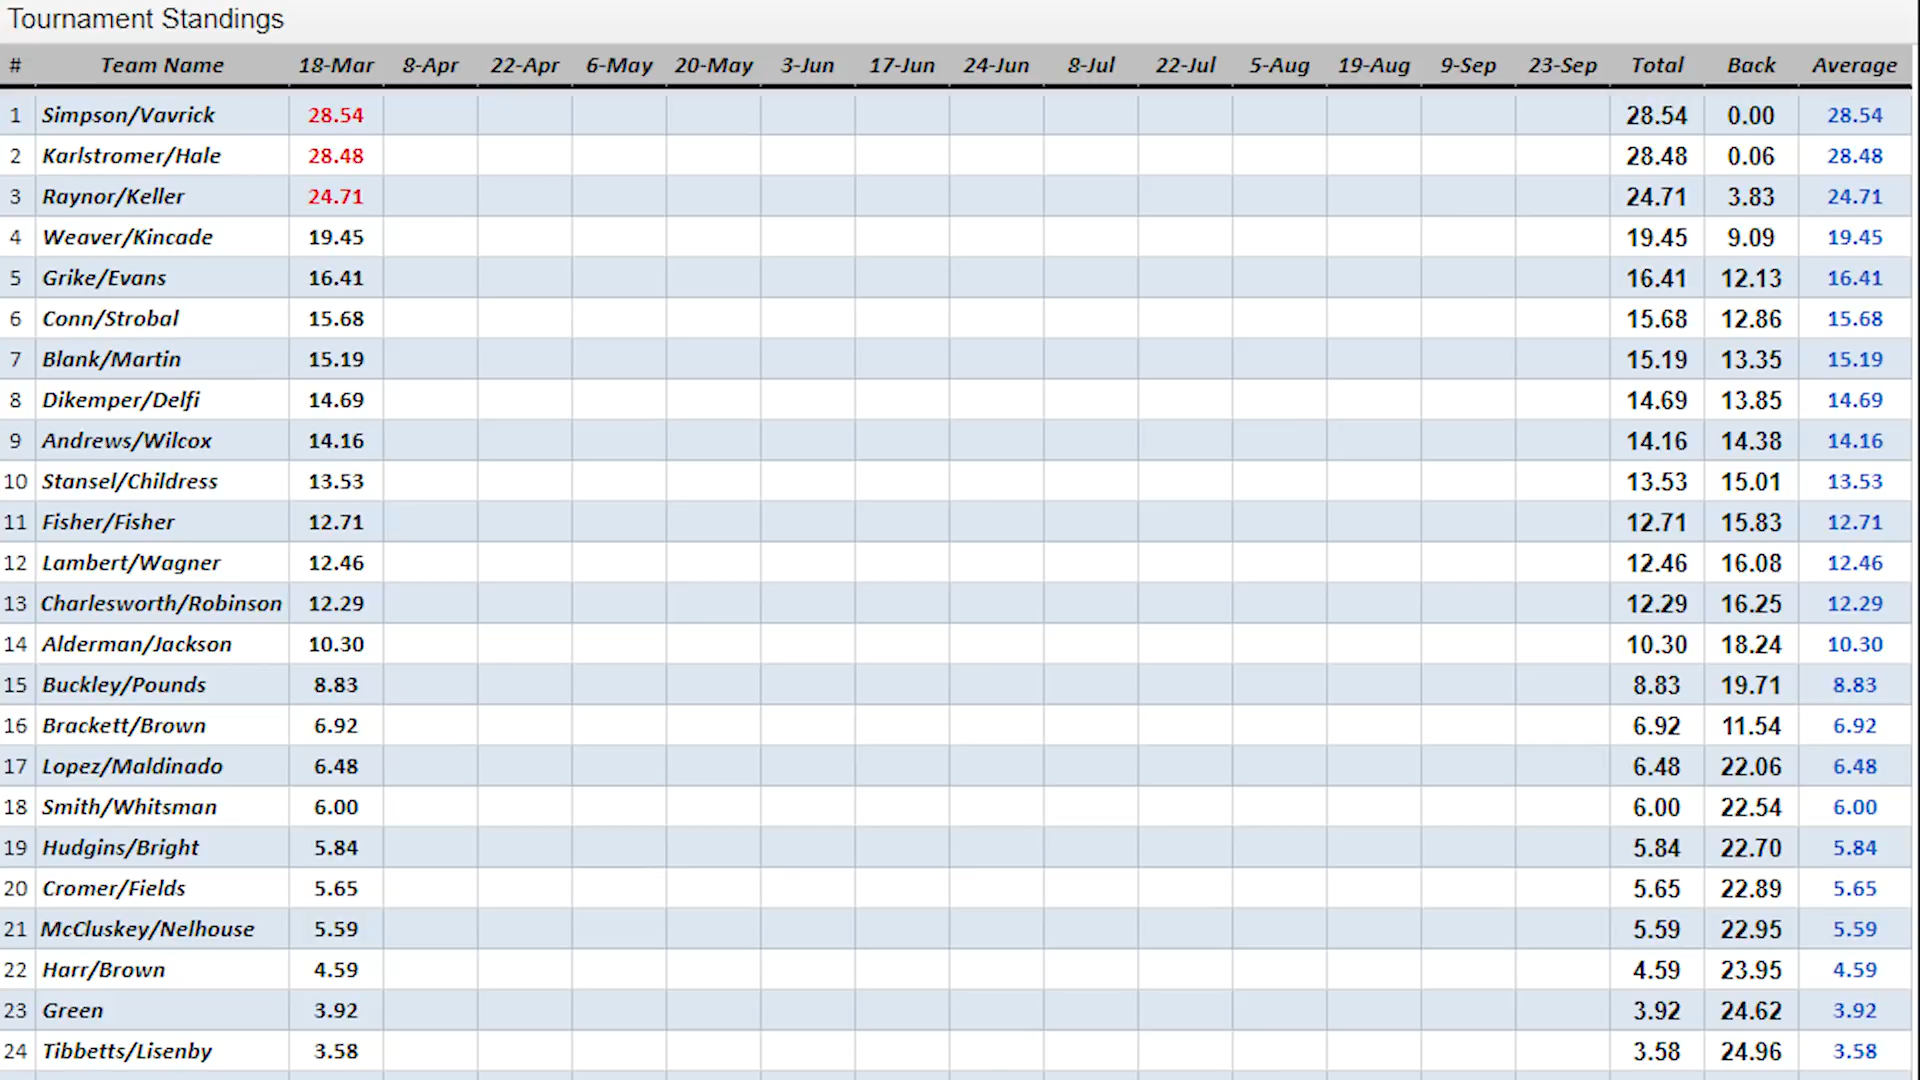 Tournament Standings
# Team Name 18-Mar 8-Apr 22-Apr 6-May 20-May 3-Jun 17-Jun 24-Jun 8-Jul 22-Jul 5-Aug 19-Aug 9-Sep 23-Sep Total Back Average
1 Simpson/Vavrick 28.54 28.54 0.00 28.54
2 Karlstromer/Hale 28.48 28.48 0.06 28.48
3 Raynor/Keller 24.71 24.71 3.83 24.71
4 Weaver/Kincade 19.45 19.45 9.09 19.45
5 Grike/Evans 16.41 16.41 12.13 16.41
6 Conn/Strobal 15.68 15.68 12.86 15.68
7 Blank/Martin 15.19 15.19 13.35 15.19
8 Dikemper/Delfi 14.69 14.69 13.85 14.69
9 Andrews/Wilcox 14.16 14.16 14.38 14.16
10 Stansel/Childress 13.53 13.53 15.01 13.53
11 Fisher/Fisher 12.71 12.71 15.83 12.71
12 Lambert/Wagner 12.46 12.46 16.08 12.46
13 Charlesworth/Robinson 12.29 12.29 16.25 12.29
14 Alderman/Jackson 10.30 10.30 18.24 10.30
15 Buckley/Pounds 8.83 8.83 19.71 8.83
16 Brackett/Brown 6.92 6.92 11.54 6.92
17 Lopez/Maldinado 6.48 6.48 22.06 6.48
18 Smith/Whitsman 6.00 6.00 22.54 6.00
19 Hudgins/Bright 5.84 5.84 22.70 5.84
20 Cromer/Fields 5.65 5.65 22.89 5.65
21 McCluskey/Nelhouse 5.59 5.59 22.95 5.59
22 Harr/Brown 4.59 4.59 23.95 4.59
23 Green 3.92 3.92 24.62 3.92
24 Tibbetts/Lisenby 3.58 3.58 24.96 3.58